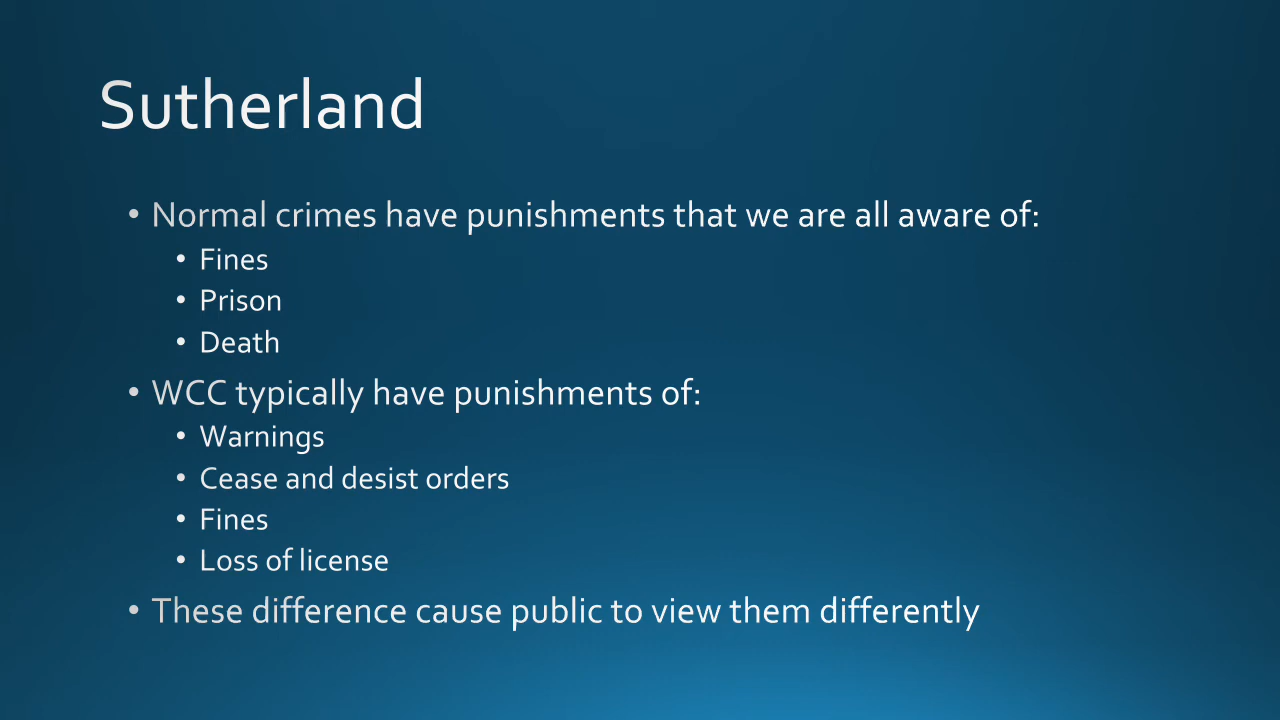 Sutherland
• Normal crimes have punishments that we are all aware of:
• Fines
• Prison
• Death
• WCC typically have punishments of:
• Warnings
• Cease and desist orders
• Fines
• Loss of license
• These difference cause public to view them differently